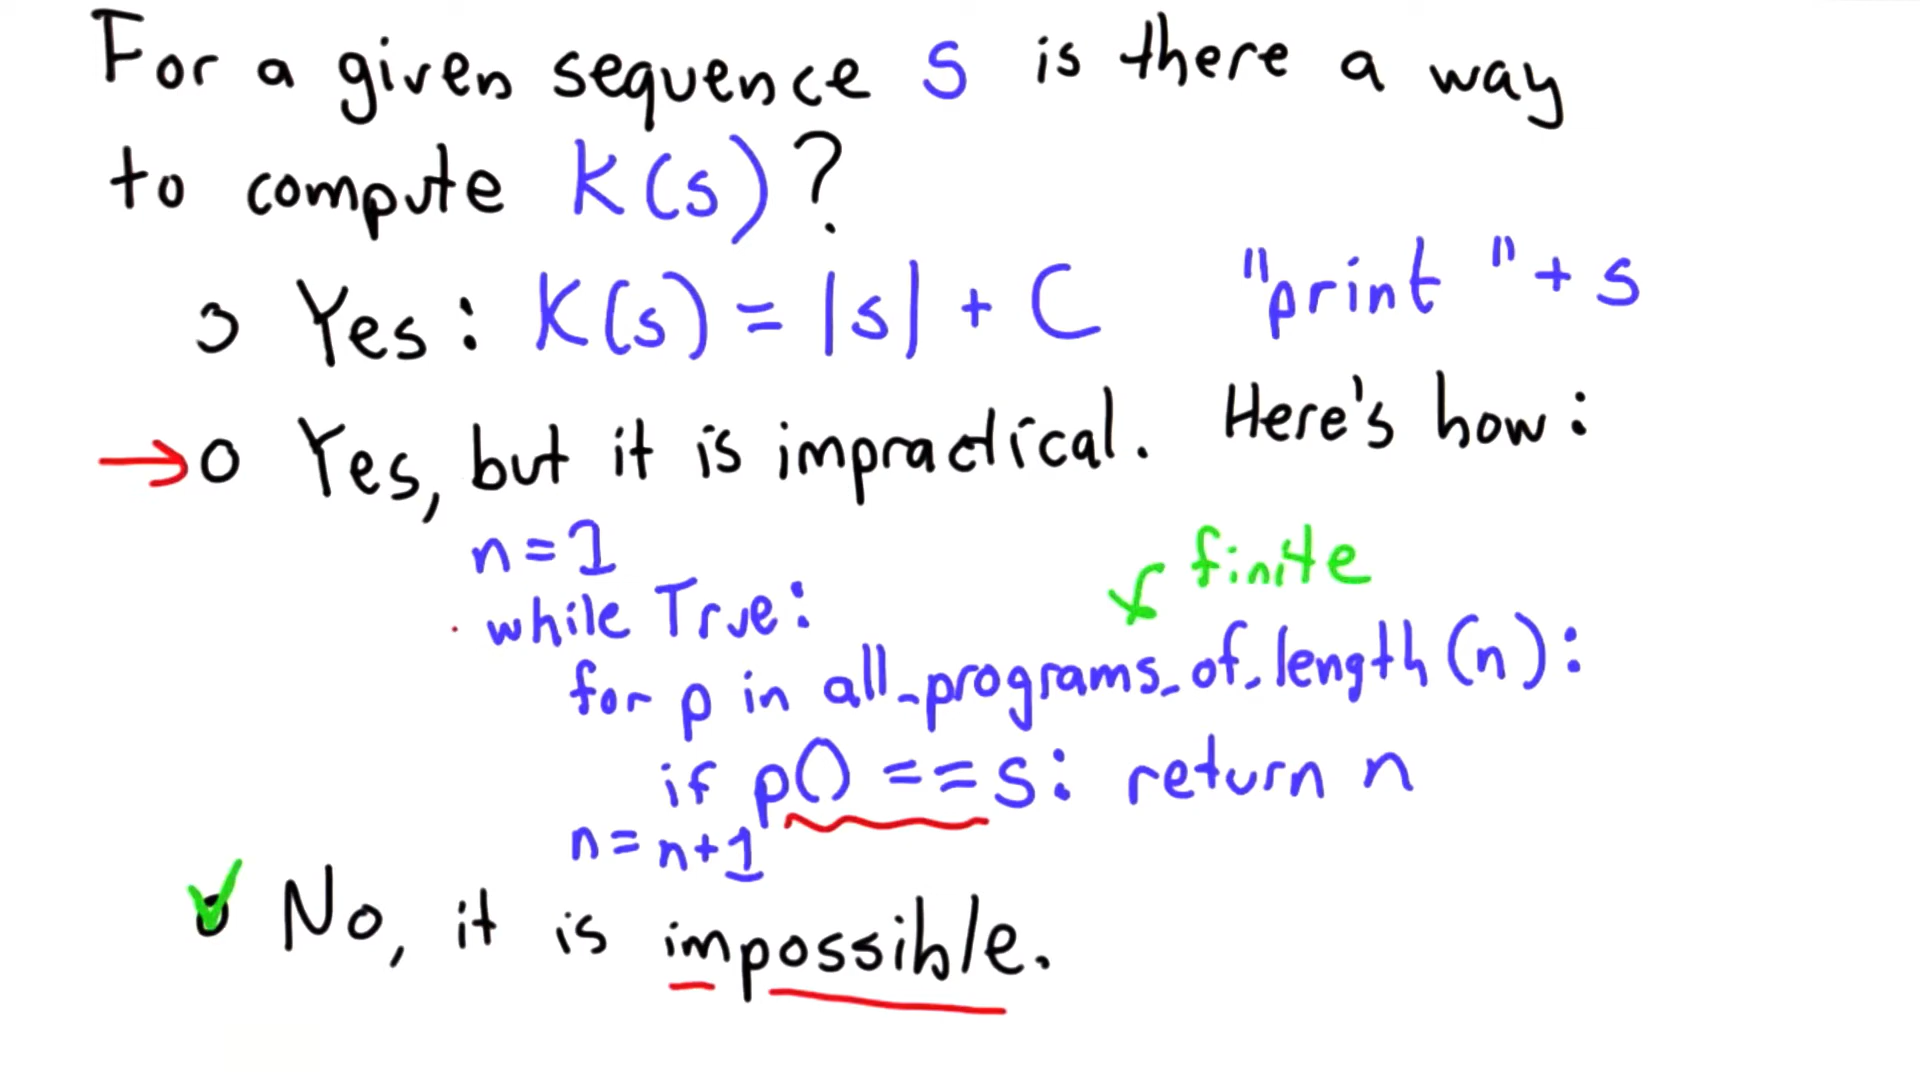 For a given sequence s is there a way
to compute K(s)?
Yes: K(s) = |s| + C "print " + s
Yes, but it is impractical. Here's how:
n = 1
finite
while True:
for p in all_programs_of_length(n):
if p() == s: return n
n = n+1
No, it is impossible.